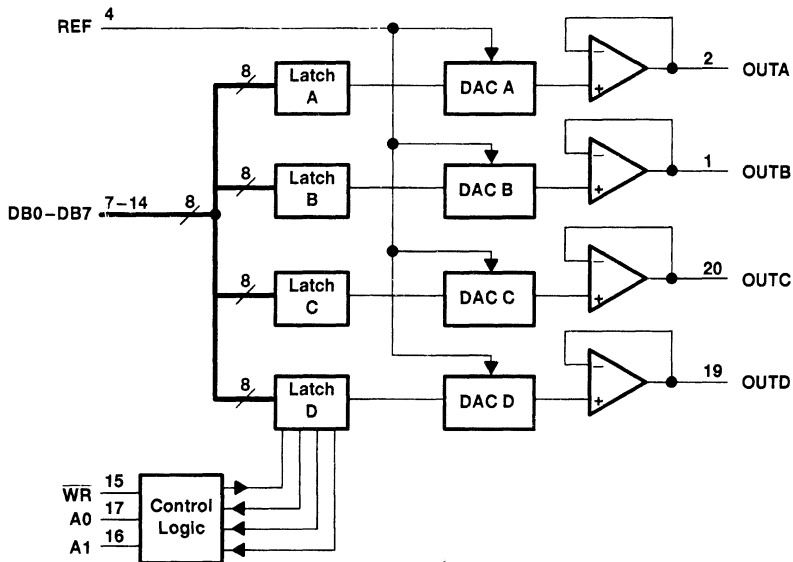 REF 4
8 Latch A DAC A − + 2 OUTA
8 Latch B DAC B − + 1 OUTB
DB0–DB7 7–14 8
8 Latch C DAC C − + 20 OUTC
8 Latch D DAC D − + 19 OUTD
W̅R̅ 15
A0 17
A1 16
Control
Logic